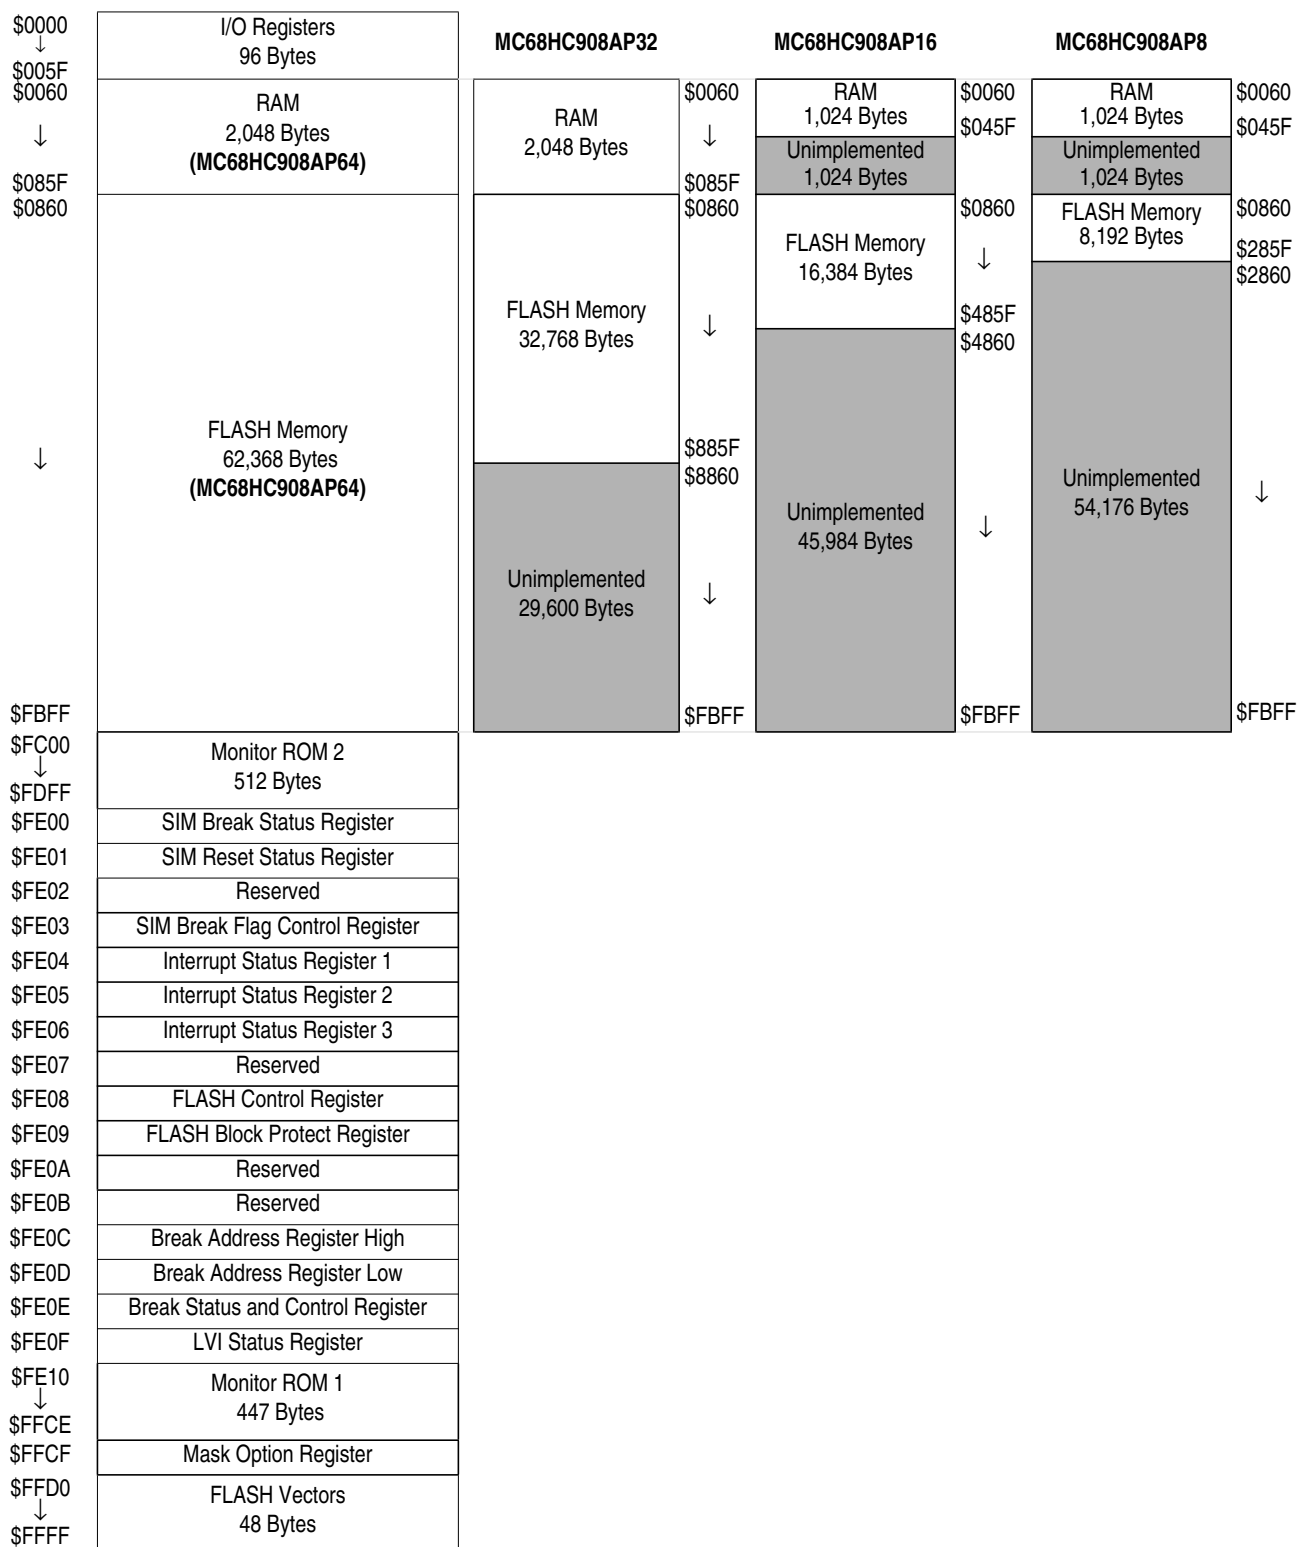 $0000
↓
$005F
I/O Registers
96 Bytes
MC68HC908AP32
MC68HC908AP16
MC68HC908AP8
$0060
↓
$085F
RAM
2,048 Bytes
(MC68HC908AP64)
RAM
2,048 Bytes
$0060
↓
$085F
RAM
1,024 Bytes
$0060
$045F
Unimplemented
1,024 Bytes
RAM
1,024 Bytes
$0060
$045F
Unimplemented
1,024 Bytes
$0860
↓
$FBFF
FLASH Memory
62,368 Bytes
(MC68HC908AP64)
FLASH Memory
32,768 Bytes
$0860
↓
$885F
Unimplemented
29,600 Bytes
$8860
↓
$FBFF
FLASH Memory
16,384 Bytes
$0860
↓
$485F
Unimplemented
45,984 Bytes
$4860
↓
$FBFF
FLASH Memory
8,192 Bytes
$0860
$285F
Unimplemented
54,176 Bytes
$2860
↓
$FBFF
$FC00
↓
$FDFF
Monitor ROM 2
512 Bytes
$FE00 SIM Break Status Register
$FE01 SIM Reset Status Register
$FE02 Reserved
$FE03 SIM Break Flag Control Register
$FE04 Interrupt Status Register 1
$FE05 Interrupt Status Register 2
$FE06 Interrupt Status Register 3
$FE07 Reserved
$FE08 FLASH Control Register
$FE09 FLASH Block Protect Register
$FE0A Reserved
$FE0B Reserved
$FE0C Break Address Register High
$FE0D Break Address Register Low
$FE0E Break Status and Control Register
$FE0F LVI Status Register
$FE10
↓
$FFCE
Monitor ROM 1
447 Bytes
$FFCF Mask Option Register
$FFD0
↓
$FFFF
FLASH Vectors
48 Bytes